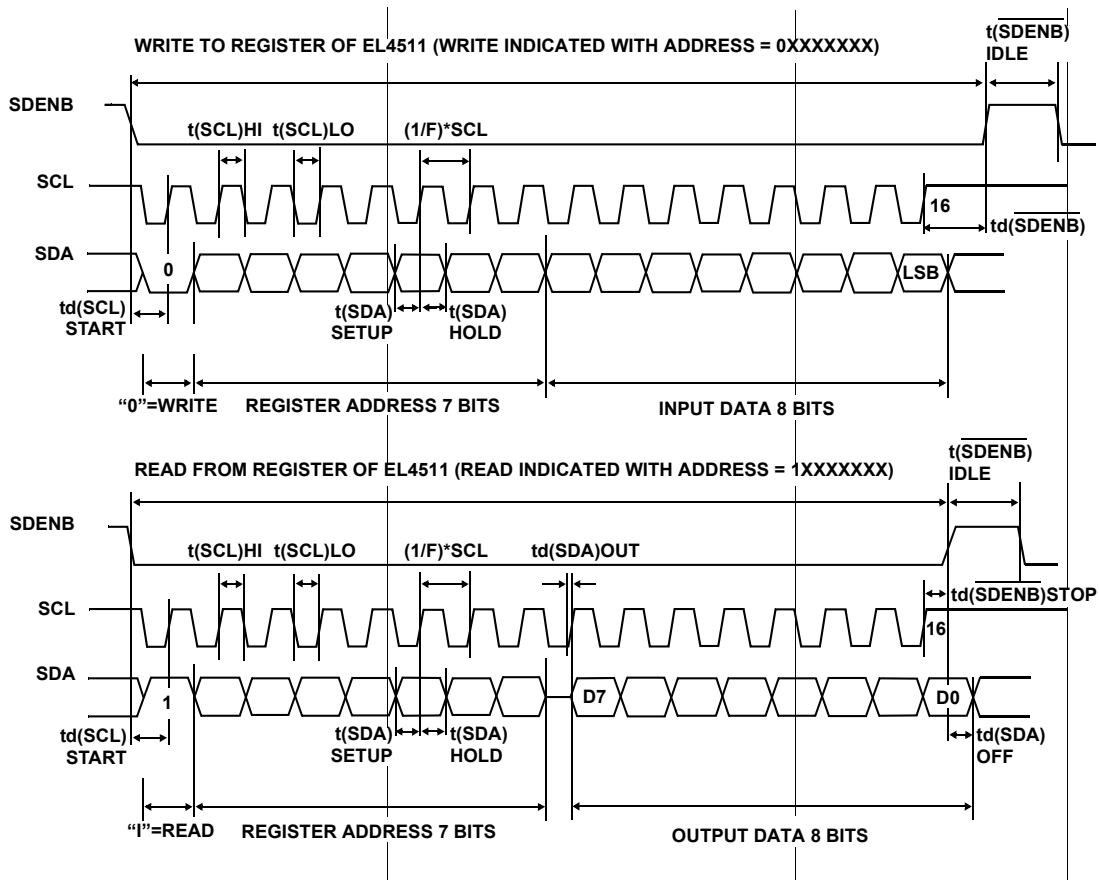 WRITE TO REGISTER OF EL4511 (WRITE INDICATED WITH ADDRESS = 0XXXXXXX)
t(SDENB)
IDLE
SDENB
t(SCL)HI t(SCL)LO (1/F)*SCL
SCL
16
td(SDENB)
SDA
0
LSB
td(SCL)
START
t(SDA)
SETUP
t(SDA)
HOLD
“0”=WRITE
REGISTER ADDRESS 7 BITS
INPUT DATA 8 BITS
READ FROM REGISTER OF EL4511 (READ INDICATED WITH ADDRESS = 1XXXXXXX)
t(SDENB)
IDLE
SDENB
t(SCL)HI t(SCL)LO (1/F)*SCL td(SDA)OUT
td(SDENB)STOP
SCL
16
SDA
1
D7
D0
td(SCL)
START
t(SDA)
SETUP
t(SDA)
HOLD
td(SDA)
OFF
“I”=READ
REGISTER ADDRESS 7 BITS
OUTPUT DATA 8 BITS